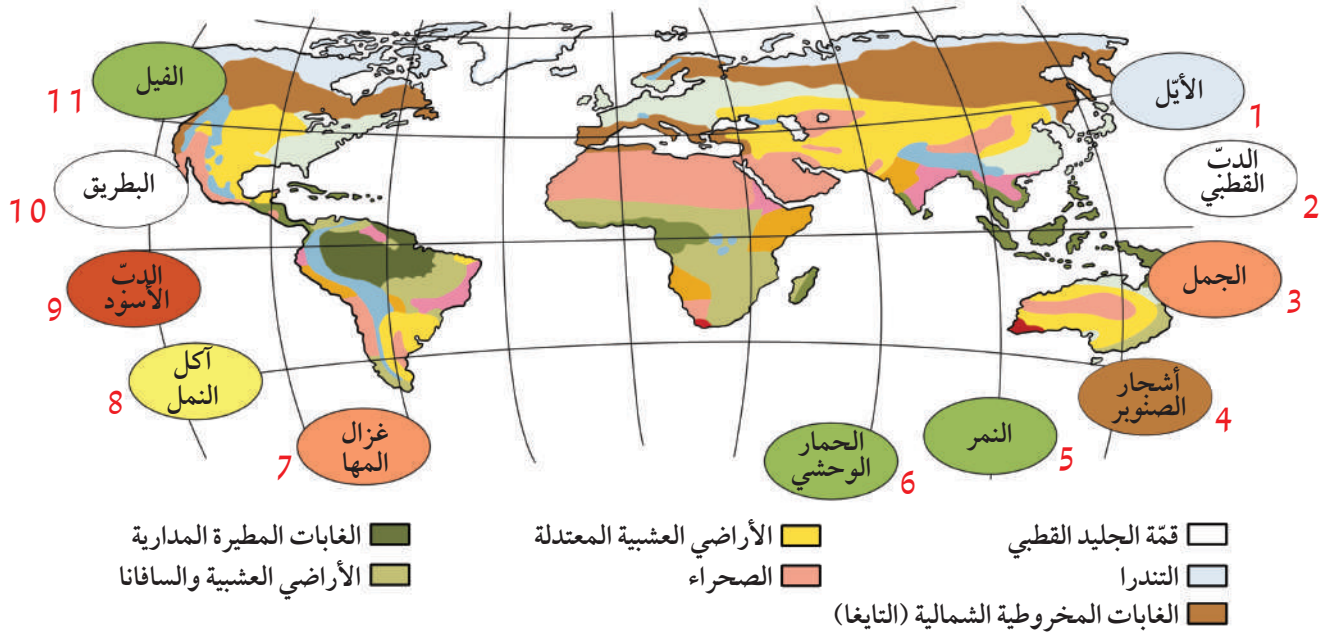 الأيّل
1
الدبّ
القطبي
2
الجمل
3
أشجار
الصنوبر
4
النمر
5
الحمار
الوحشي
6
غزال
المها
7
آكل
النمل
8
الدبّ
الأسود
9
البطريق
10
الفيل
11
قمّة الجليد القطبي
التندرا
الغابات المخروطية الشمالية (التايغا)
الأراضي العشبية المعتدلة
الصحراء
الغابات المطيرة المدارية
الأراضي العشبية والسافانا